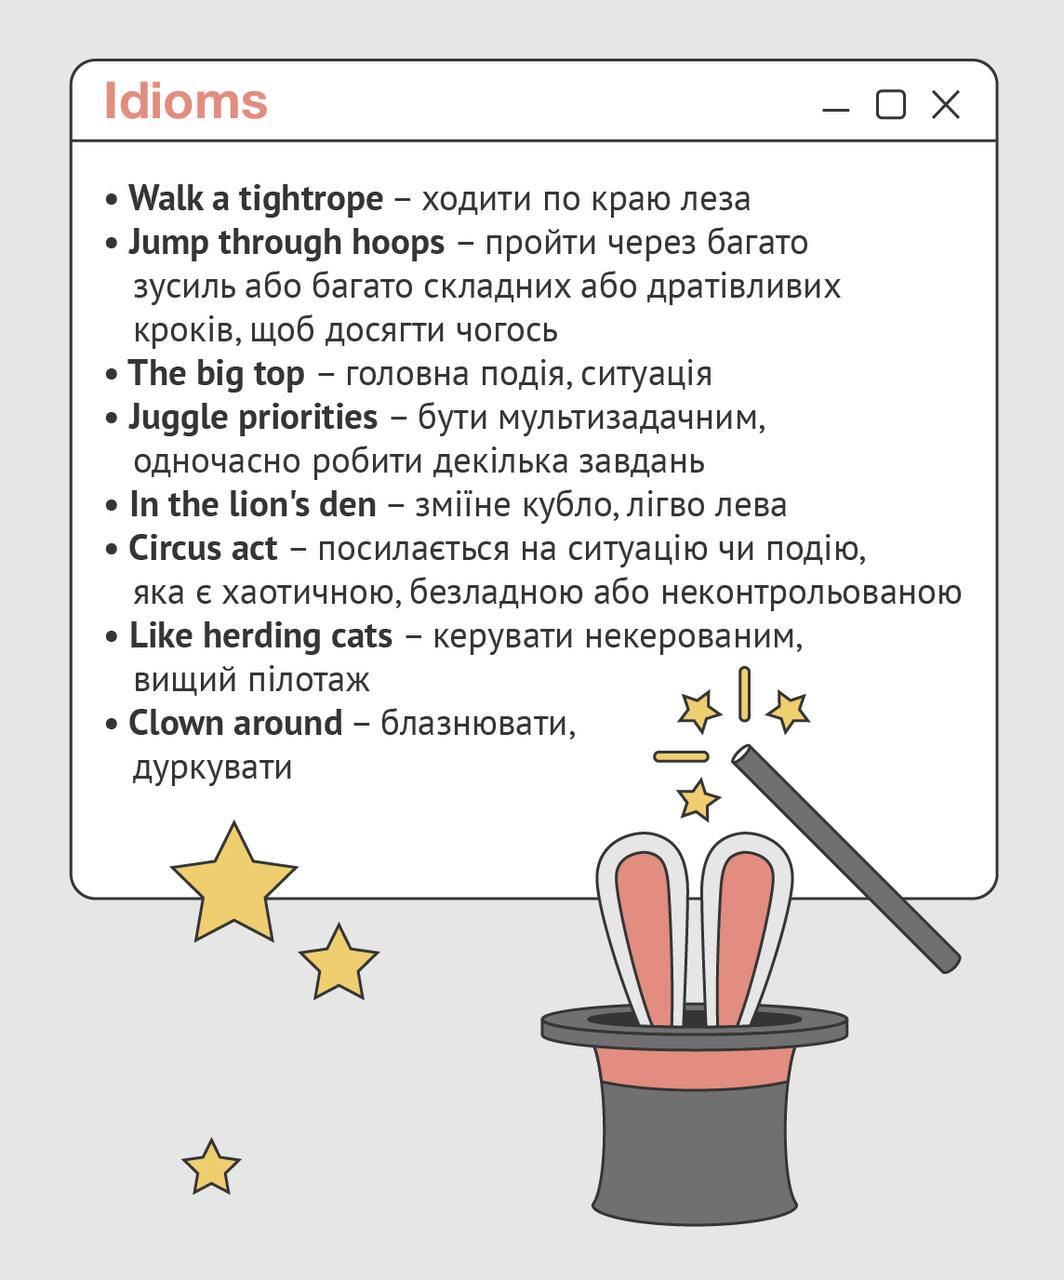 Idioms
• Walk a tightrope – ходити по краю леза
• Jump through hoops – пройти через багато
зусиль або багато складних або дратівливих
кроків, щоб досягти чогось
• The big top – головна подія, ситуація
• Juggle priorities – бути мультизадачним,
одночасно робити декілька завдань
• In the lion's den – зміїне кубло, лігво лева
• Circus act – посилається на ситуацію чи подію,
яка є хаотичною, безладною або неконтрольованою
• Like herding cats – керувати некерованим,
вищий пілотаж
• Clown around – блазнювати,
дуркувати